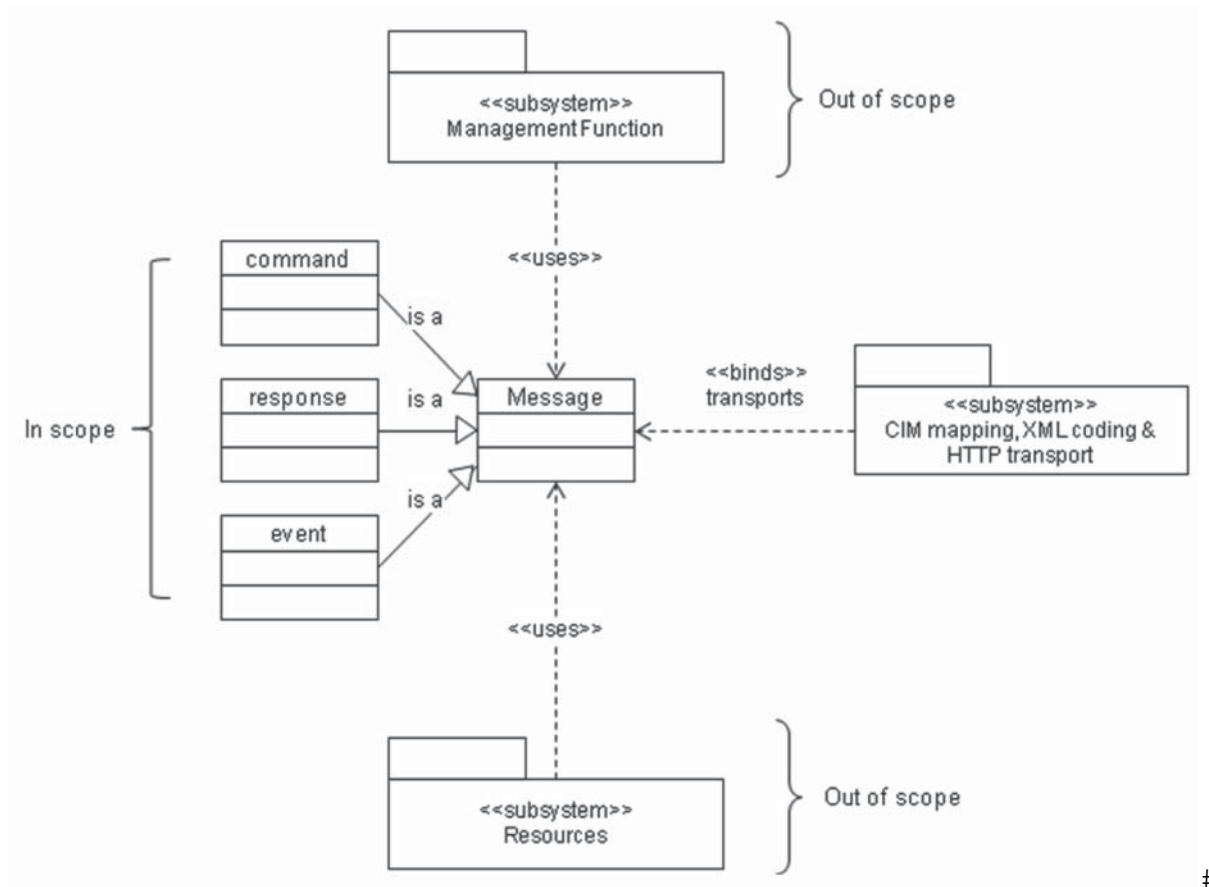 <<subsystem>>
Management Function
Out of scope
<<uses>>
command
is a
response
is a
Message
In scope
<<binds>>
transports
<<subsystem>>
CIM mapping, XML coding &
HTTP transport
is a
event
<<uses>>
<<subsystem>>
Resources
Out of scope